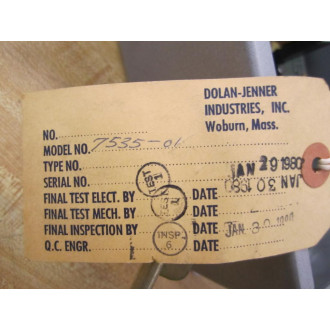 DOLAN-JENNER
INDUSTRIES, INC.
Woburn, Mass.
NO.
MODEL NO. 7535-01
TYPE NO.
SERIAL NO.
JAN 29 1980
FINAL TEST ELECT. BY TEST 1 DATE JAN 30 1980
FINAL TEST MECH. BY DATE
FINAL INSPECTION BY INSP. 6 DATE JAN 30 1980
Q.C. ENGR. DATE